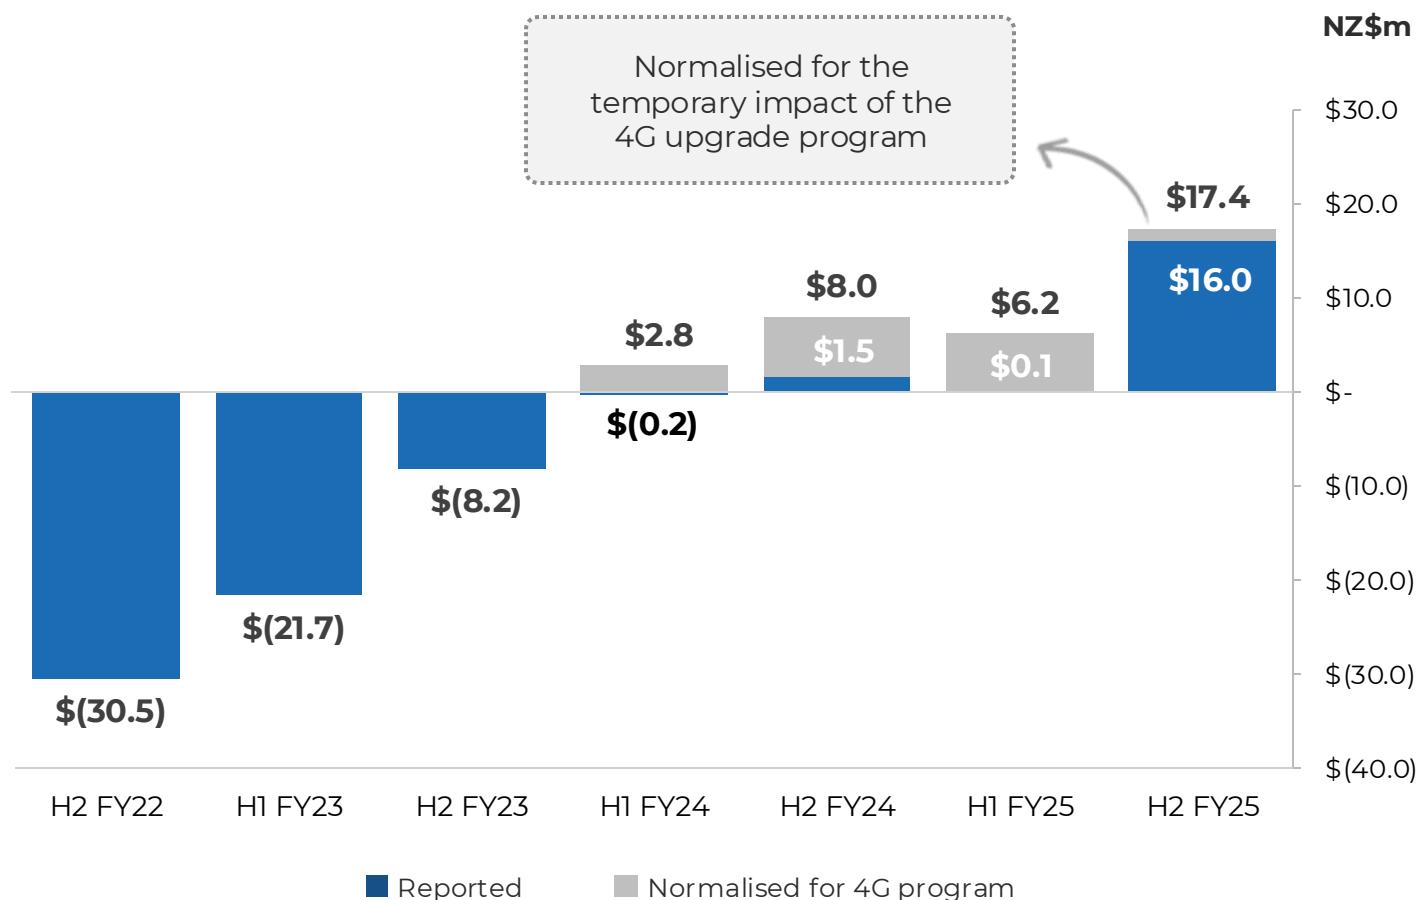 NZ$m
Normalised for the
temporary impact of the
4G upgrade program
$30.0
$20.0
$10.0
$-
$(10.0)
$(20.0)
$(30.0)
$(40.0)
$(30.5)
$(21.7)
$(8.2)
$2.8
$(0.2)
$8.0
$1.5
$6.2
$0.1
$17.4
$16.0
H2 FY22
H1 FY23
H2 FY23
H1 FY24
H2 FY24
H1 FY25
H2 FY25
Reported
Normalised for 4G program